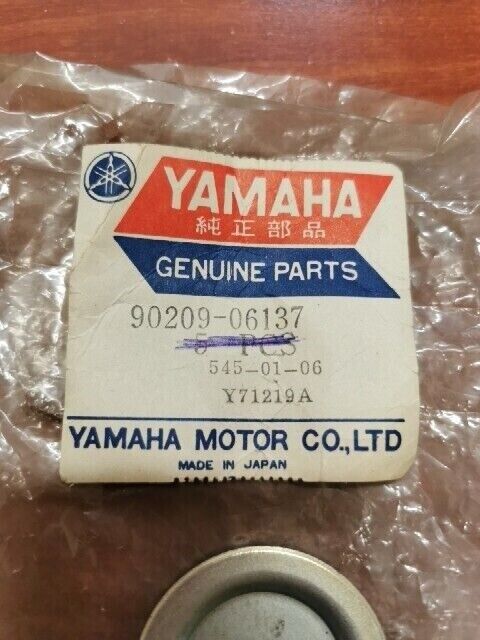 YAMAHA
純正部品
GENUINE PARTS
90209-06137
5 PCS
545-01-06
Y71219A
YAMAHA MOTOR CO.,LTD
MADE IN JAPAN